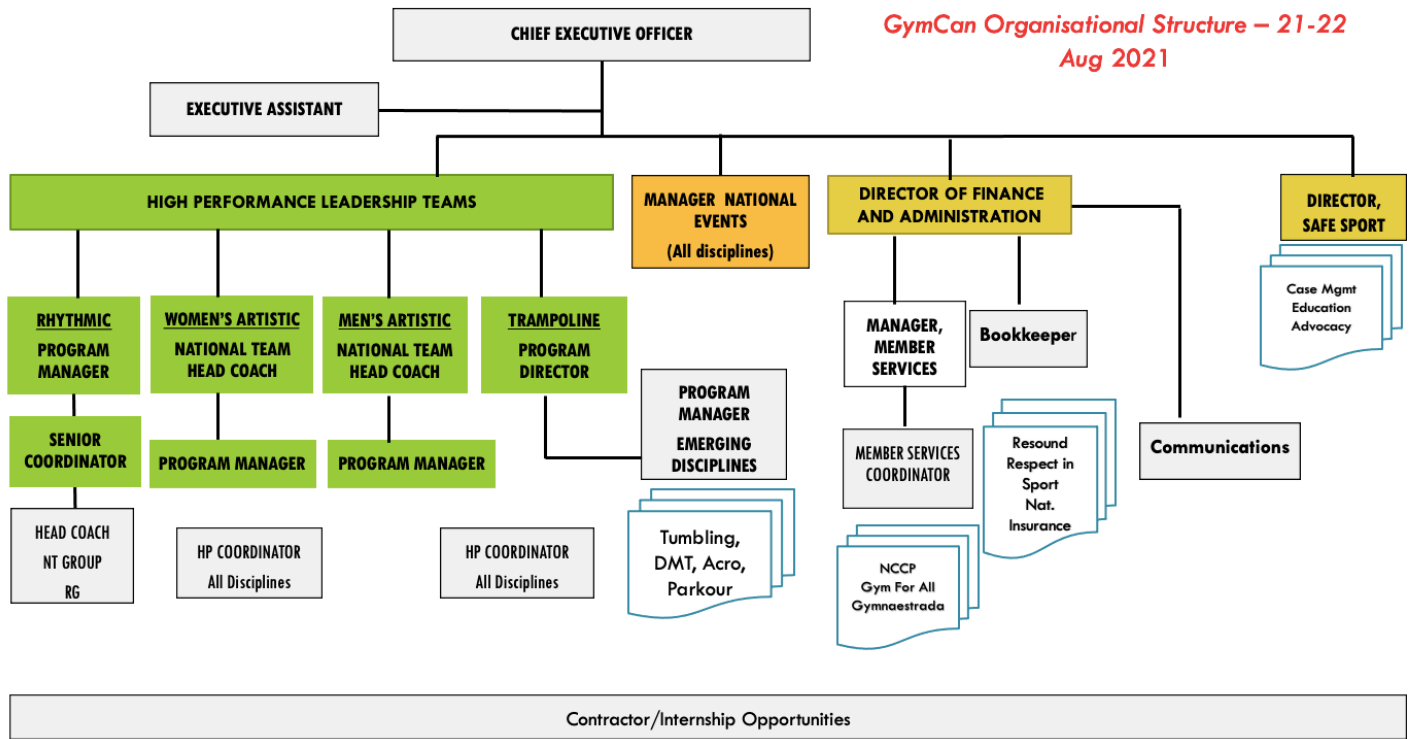 GymCan Organisational Structure – 21-22
Aug 2021
CHIEF EXECUTIVE OFFICER
EXECUTIVE ASSISTANT
HIGH PERFORMANCE LEADERSHIP TEAMS
MANAGER NATIONAL
EVENTS
(All disciplines)
DIRECTOR OF FINANCE
AND ADMINISTRATION
DIRECTOR,
SAFE SPORT
Case Mgmt
Education
Advocacy
RHYTHMIC
PROGRAM
MANAGER
WOMEN'S ARTISTIC
NATIONAL TEAM
HEAD COACH
MEN'S ARTISTIC
NATIONAL TEAM
HEAD COACH
TRAMPOLINE
PROGRAM
DIRECTOR
MANAGER,
MEMBER
SERVICES
Bookkeeper
PROGRAM
MANAGER
EMERGING
DISCIPLINES
SENIOR
COORDINATOR
PROGRAM MANAGER
PROGRAM MANAGER
MEMBER SERVICES
COORDINATOR
Resound
Respect in
Sport
Nat.
Insurance
Communications
HEAD COACH
NT GROUP
RG
HP COORDINATOR
All Disciplines
HP COORDINATOR
All Disciplines
Tumbling,
DMT, Acro,
Parkour
NCCP
Gym For All
Gymnaestrada
Contractor/Internship Opportunities